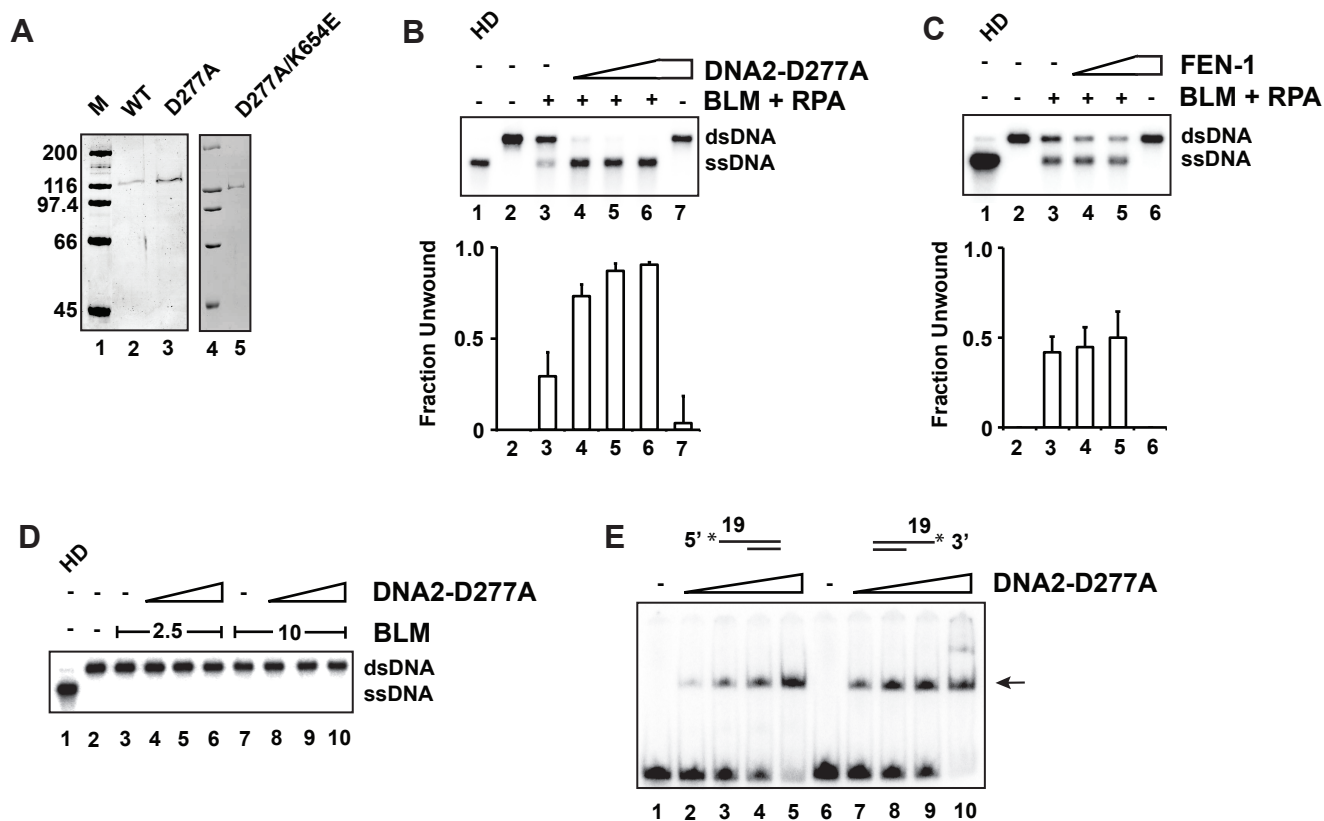 A
M WT D277A D277A/K654E
200
116
97.4
66
45
1 2 3 4 5
B
HD
- - - - DNA2-D277A
- - + + + + - BLM + RPA
dsDNA
ssDNA
1 2 3 4 5 6 7
Fraction Unwound
1.0
0.5
0
2 3 4 5 6 7
C
HD
- - - FEN-1
- - + + + - BLM + RPA
dsDNA
ssDNA
1 2 3 4 5 6
Fraction Unwound
1.0
0.5
0
2 3 4 5 6
D
HD
- - - - DNA2-D277A
- - 2.5 10 BLM
dsDNA
ssDNA
1 2 3 4 5 6 7 8 9 10
E
5’ * 19 19 * 3’
- - DNA2-D277A
1 2 3 4 5 6 7 8 9 10